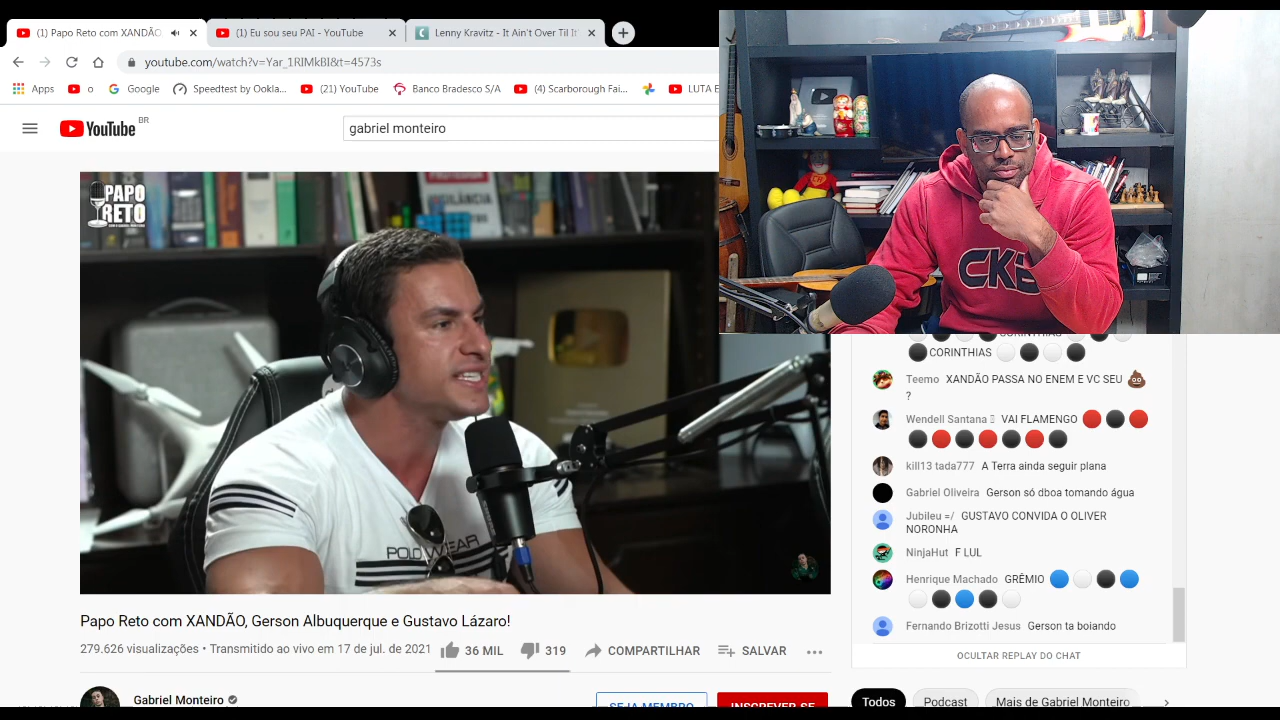 (1) Papo Reto com XANDÃO
(1) Eu sou seu PAI - YouTube
Lenny Kravitz - It Ain't Over Til It
youtube.com/watch?v=Yar_1RIMkBI&t=4573s
Apps
o
Google
Speedtest by Ookla...
(21) YouTube
Banco Bradesco S/A
(4) Scarborough Fai...
LUTA E
YouTube BR
gabriel monteiro
PAPO
RETO
CKB
POLO WEAR
CORINTHIAS
CORINTHIAS
Teemo XANDÃO PASSA NO ENEM E VC SEU 💩
?
Wendell Santana VAI FLAMENGO 🔴⚫🔴
⚫🔴⚫🔴⚫🔴⚫
kill13 tada777 A Terra ainda seguir plana
Gabriel Oliveira Gerson só dboa tomando água
Jubileu =/ GUSTAVO CONVIDA O OLIVER
NORONHA
NinjaHut F LUL
Henrique Machado GRÊMIO 🔵⚪⚫🔵
⚪⚫🔵⚫⚪
Fernando Brizotti Jesus Gerson ta boiando
OCULTAR REPLAY DO CHAT
Papo Reto com XANDÃO, Gerson Albuquerque e Gustavo Lázaro!
279.626 visualizações • Transmitido ao vivo em 17 de jul. de 2021
36 MIL
319
COMPARTILHAR
SALVAR
Gabriel Monteiro
SEJA MEMBRO
INSCREVER-SE
Todos
Podcast
Mais de Gabriel Monteiro